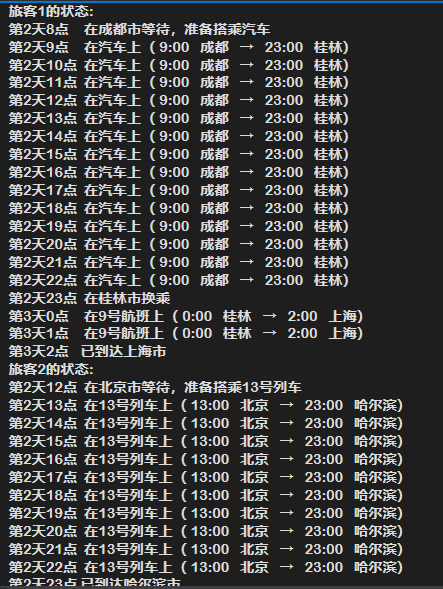 旅客1的状态:
第2天8点 在成都市等待，准备搭乘汽车
第2天9点 在汽车上 ( 9:00 成都 → 23:00 桂林)
第2天10点 在汽车上 ( 9:00 成都 → 23:00 桂林)
第2天11点 在汽车上 ( 9:00 成都 → 23:00 桂林)
第2天12点 在汽车上 ( 9:00 成都 → 23:00 桂林)
第2天13点 在汽车上 ( 9:00 成都 → 23:00 桂林)
第2天14点 在汽车上 ( 9:00 成都 → 23:00 桂林)
第2天15点 在汽车上 ( 9:00 成都 → 23:00 桂林)
第2天16点 在汽车上 ( 9:00 成都 → 23:00 桂林)
第2天17点 在汽车上 ( 9:00 成都 → 23:00 桂林)
第2天18点 在汽车上 ( 9:00 成都 → 23:00 桂林)
第2天19点 在汽车上 ( 9:00 成都 → 23:00 桂林)
第2天20点 在汽车上 ( 9:00 成都 → 23:00 桂林)
第2天21点 在汽车上 ( 9:00 成都 → 23:00 桂林)
第2天22点 在汽车上 ( 9:00 成都 → 23:00 桂林)
第2天23点 在桂林市换乘
第3天0点 在9号航班上 ( 0:00 桂林 → 2:00 上海)
第3天1点 在9号航班上 ( 0:00 桂林 → 2:00 上海)
第3天2点 已到达上海市
旅客2的状态:
第2天12点 在北京市等待，准备搭乘13号列车
第2天13点 在13号列车上 ( 13:00 北京 → 23:00 哈尔滨)
第2天14点 在13号列车上 ( 13:00 北京 → 23:00 哈尔滨)
第2天15点 在13号列车上 ( 13:00 北京 → 23:00 哈尔滨)
第2天16点 在13号列车上 ( 13:00 北京 → 23:00 哈尔滨)
第2天17点 在13号列车上 ( 13:00 北京 → 23:00 哈尔滨)
第2天18点 在13号列车上 ( 13:00 北京 → 23:00 哈尔滨)
第2天19点 在13号列车上 ( 13:00 北京 → 23:00 哈尔滨)
第2天20点 在13号列车上 ( 13:00 北京 → 23:00 哈尔滨)
第2天21点 在13号列车上 ( 13:00 北京 → 23:00 哈尔滨)
第2天22点 在13号列车上 ( 13:00 北京 → 23:00 哈尔滨)
第2天23点 已到达哈尔滨市